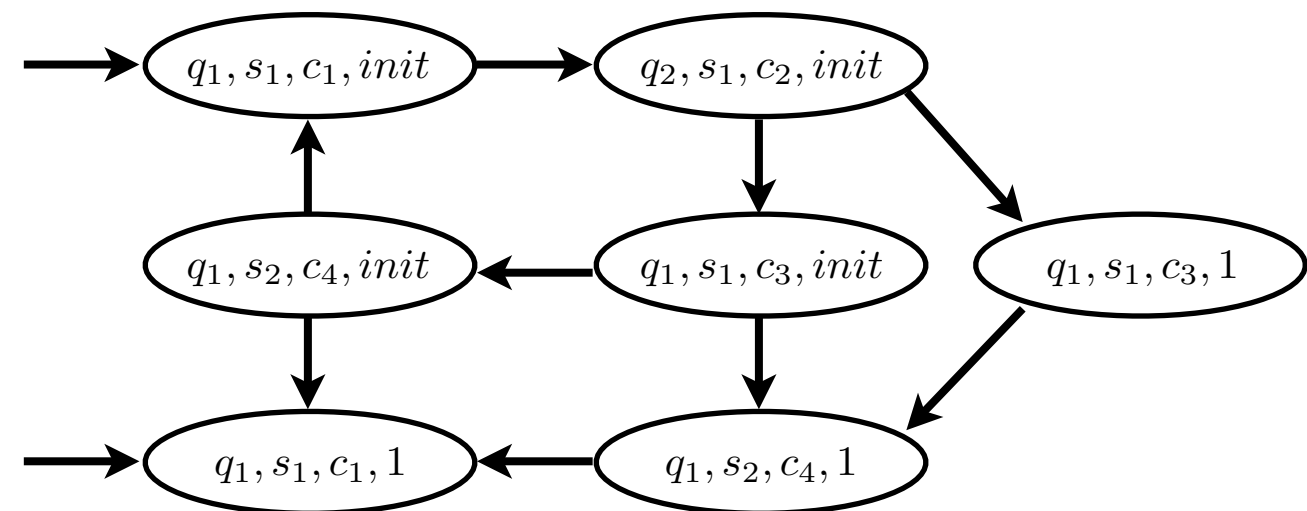 q₁, s₁, c₁, init
q₂, s₁, c₂, init
q₁, s₂, c₄, init
q₁, s₁, c₃, init
q₁, s₁, c₃, 1
q₁, s₁, c₁, 1
q₁, s₂, c₄, 1